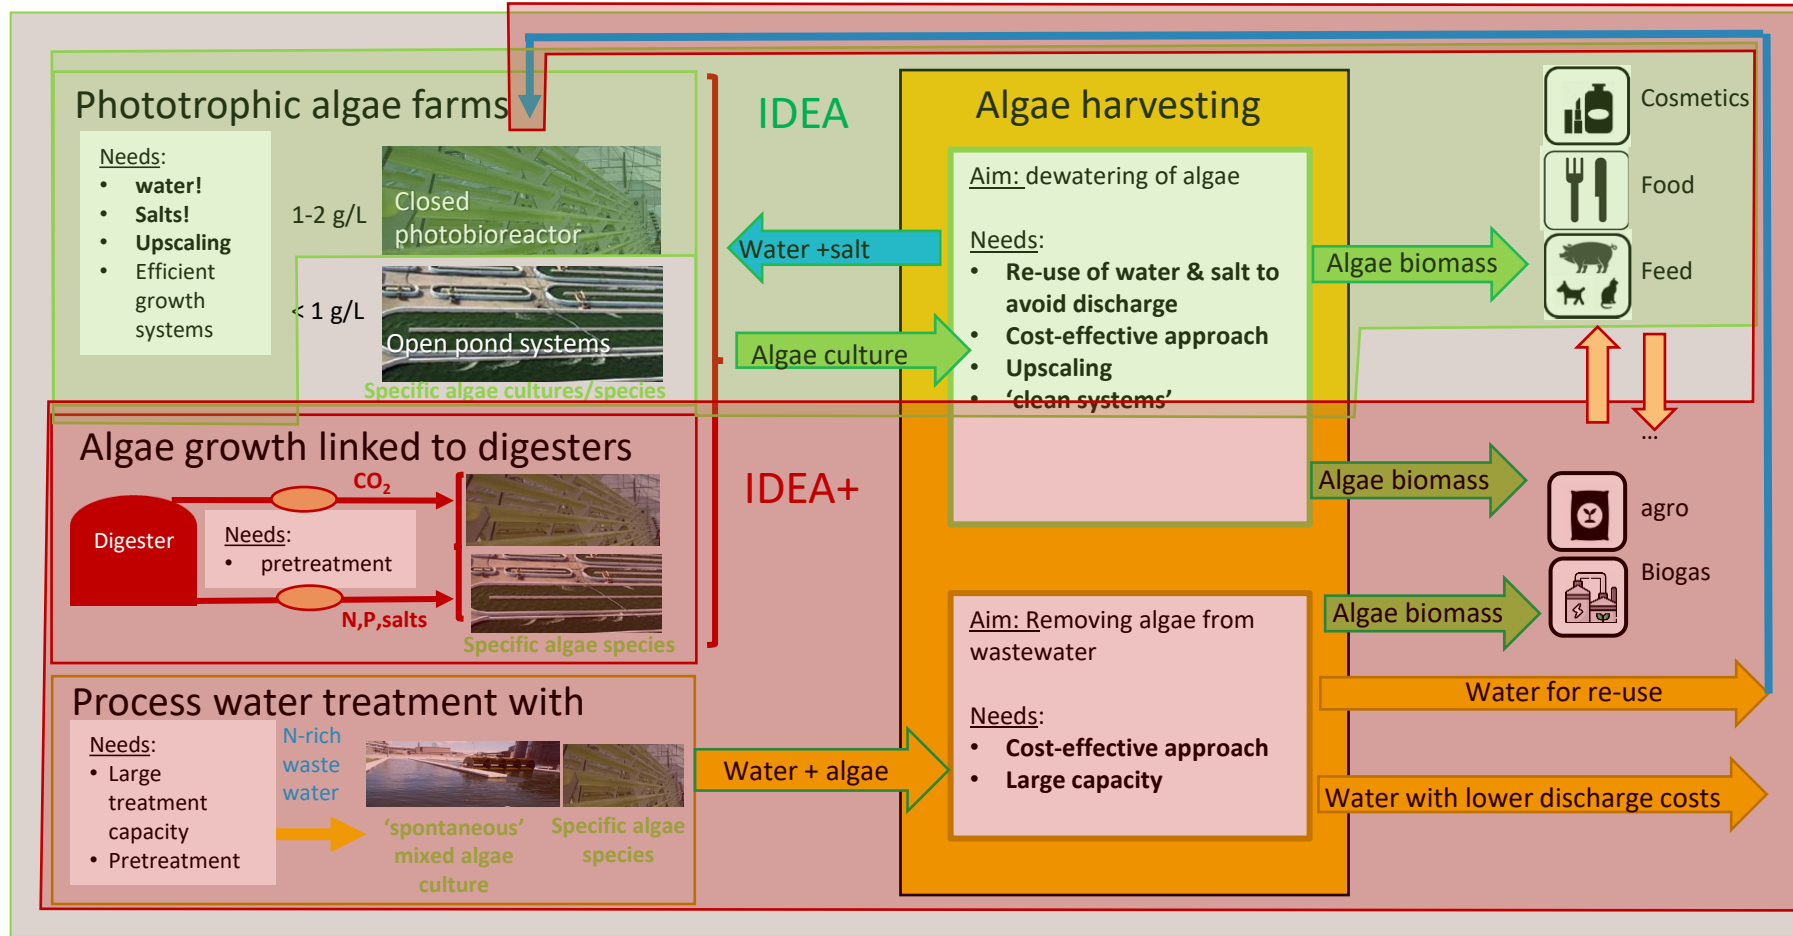 Phototrophic algae farms
Needs:
• water!
• Salts!
• Upscaling
• Efficient
growth
systems
1-2 g/L
Closed
photobioreactor
< 1 g/L
Open pond systems
Specific algae cultures/species
IDEA
Water +salt
Algae culture
Algae harvesting
Aim: dewatering of algae
Needs:
• Re-use of water & salt to
avoid discharge
• Cost-effective approach
• Upscaling
• ‘clean systems’
Algae biomass
Cosmetics
Food
Feed
...
Algae growth linked to digesters
CO2
Digester
Needs:
• pretreatment
N,P,salts
Specific algae species
IDEA+
Algae biomass
agro
Biogas
Algae biomass
Process water treatment with
Needs:
• Large
treatment
capacity
• Pretreatment
N-rich
waste
water
‘spontaneous’
mixed algae
culture
Specific algae
species
Water + algae
Aim: Removing algae from
wastewater
Needs:
• Cost-effective approach
• Large capacity
Water for re-use
Water with lower discharge costs